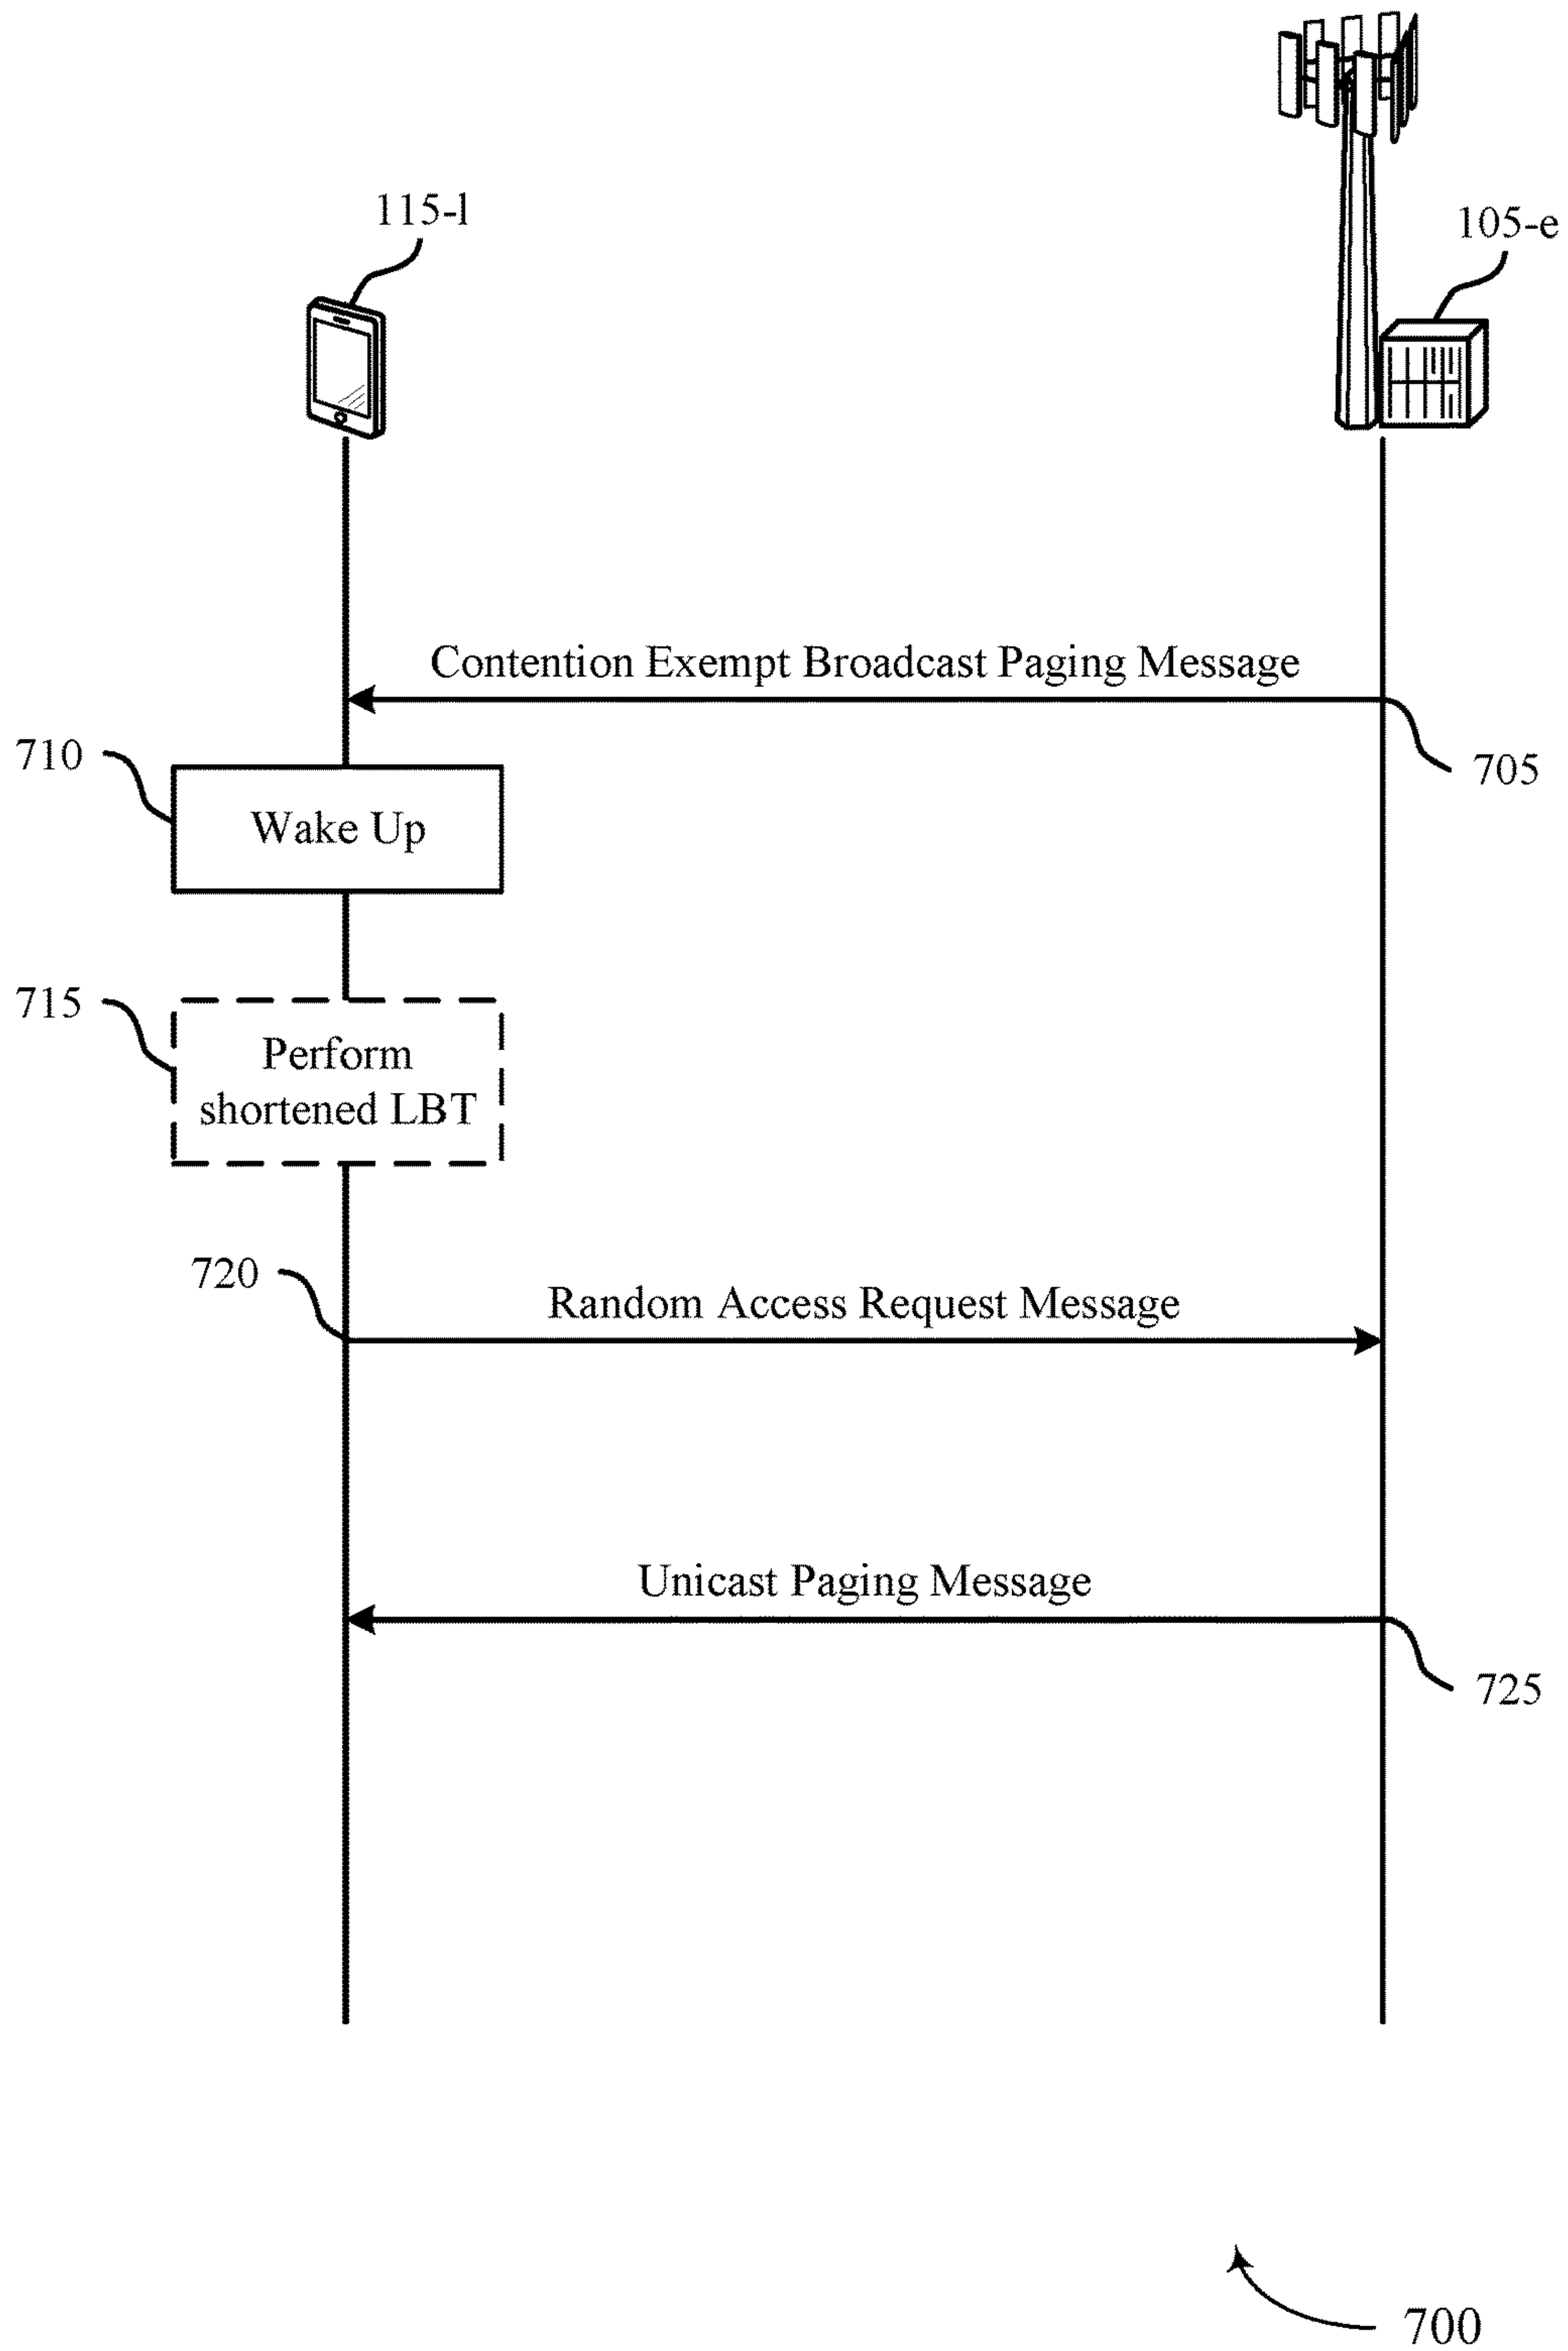 115-l
105-e
Contention Exempt Broadcast Paging Message
705
710
Wake Up
715
Perform
shortened LBT
720
Random Access Request Message
Unicast Paging Message
725
700